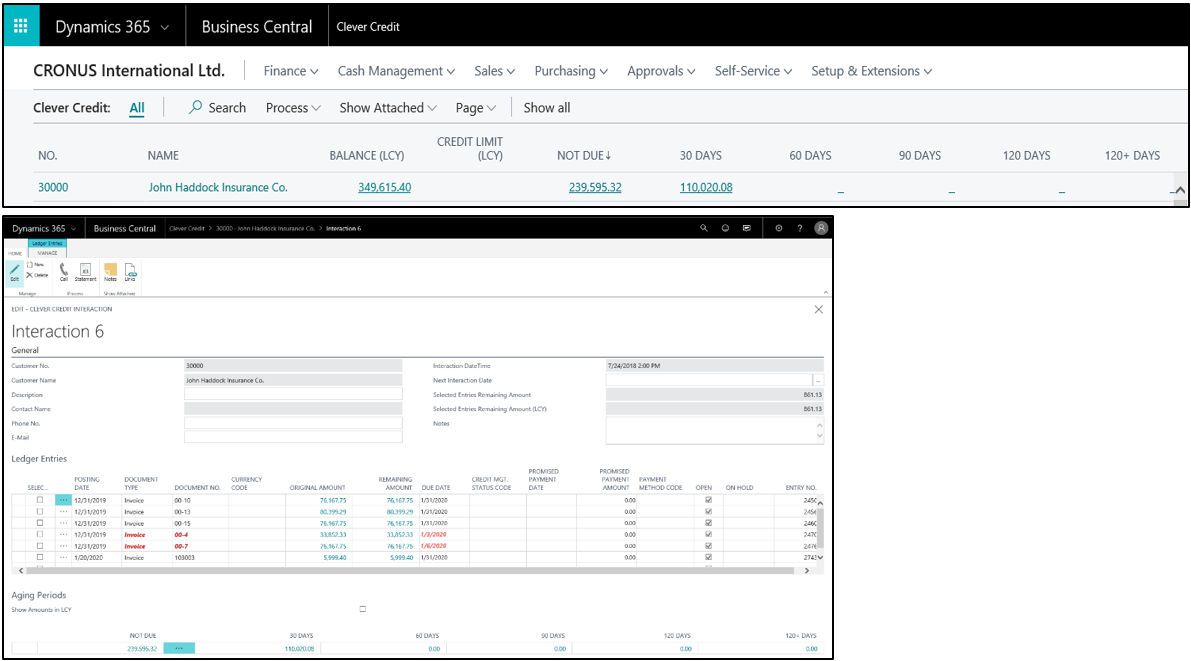 Dynamics 365 Business Central Clever Credit
CRONUS International Ltd. Finance Cash Management Sales Purchasing Approvals Self-Service Setup & Extensions
Clever Credit: All Search Process Show Attached Page Show all
NO. NAME BALANCE (LCY) CREDIT LIMIT (LCY) NOT DUE↓ 30 DAYS 60 DAYS 90 DAYS 120 DAYS 120+ DAYS
30000 John Haddock Insurance Co. 349,615.40 239,595.32 110,020.08 _ _ _ _
Dynamics 365 Business Central Clever Credit > 30000 · John Haddock Insurance Co. > Interaction 6 ?
Ledger Entries
HOME MANAGE
Edit New Delete Call Statement Notes Links
Manage Process Show Attached
EDIT - CLEVER CREDIT INTERACTION
Interaction 6
General
Customer No. 30000 Interaction DateTime 7/24/2018 2:00 PM
Customer Name John Haddock Insurance Co. Next Interaction Date ...
Description Selected Entries Remaining Amount 861.13
Contact Name Selected Entries Remaining Amount (LCY) 861.13
Phone No. Notes
E-Mail
Ledger Entries
SELEC... POSTING DATE DOCUMENT TYPE DOCUMENT NO. CURRENCY CODE ORIGINAL AMOUNT REMAINING AMOUNT DUE DATE CREDIT MGT. STATUS CODE PROMISED PAYMENT DATE PROMISED PAYMENT AMOUNT PAYMENT METHOD CODE OPEN ON HOLD ENTRY NO.
... 12/31/2019 Invoice 00-10 76,167.75 76,167.75 1/31/2020 0.00 2450
... 12/31/2019 Invoice 00-13 80,399.29 80,399.29 1/31/2020 0.00
... 12/31/2019 Invoice 00-15 76,167.75 76,167.75 1/31/2020 0.00 2460
... 12/31/2019 Invoice 00-4 33,852.33 33,852.33 1/3/2020 0.00 2470
... 12/31/2019 Invoice 00-7 76,167.75 76,167.75 1/6/2020 0.00 2476
... 1/20/2020 Invoice 103003 5,999.40 5,999.40 1/31/2020 0.00 2743
Aging Periods
Show Amounts in LCY
NOT DUE 30 DAYS 60 DAYS 90 DAYS 120 DAYS 120+ DAYS
239,595.32 ... 110,020.08 0.00 0.00 0.00 0.00